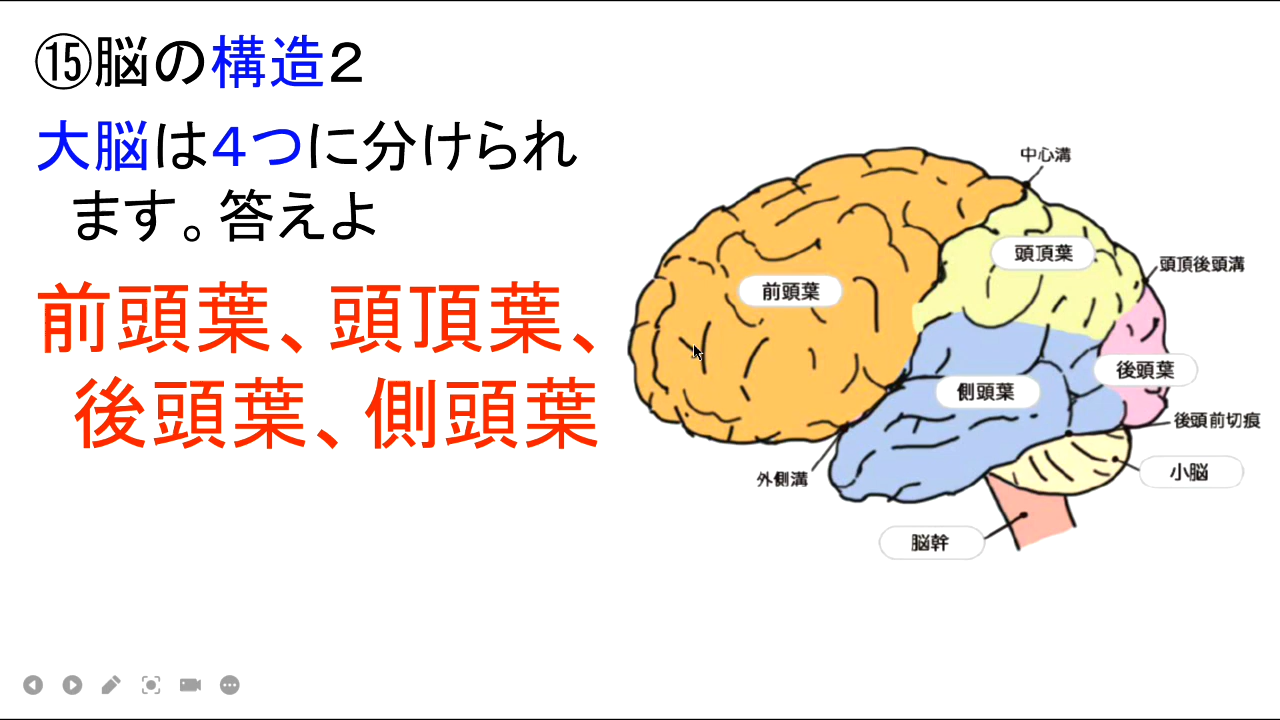 ⑮脳の構造２
大脳は４つに分けられ
ます。答えよ
前頭葉、頭頂葉、
後頭葉、側頭葉
中心溝
頭頂葉
頭頂後頭溝
前頭葉
後頭葉
側頭葉
後頭前切痕
外側溝
小脳
脳幹